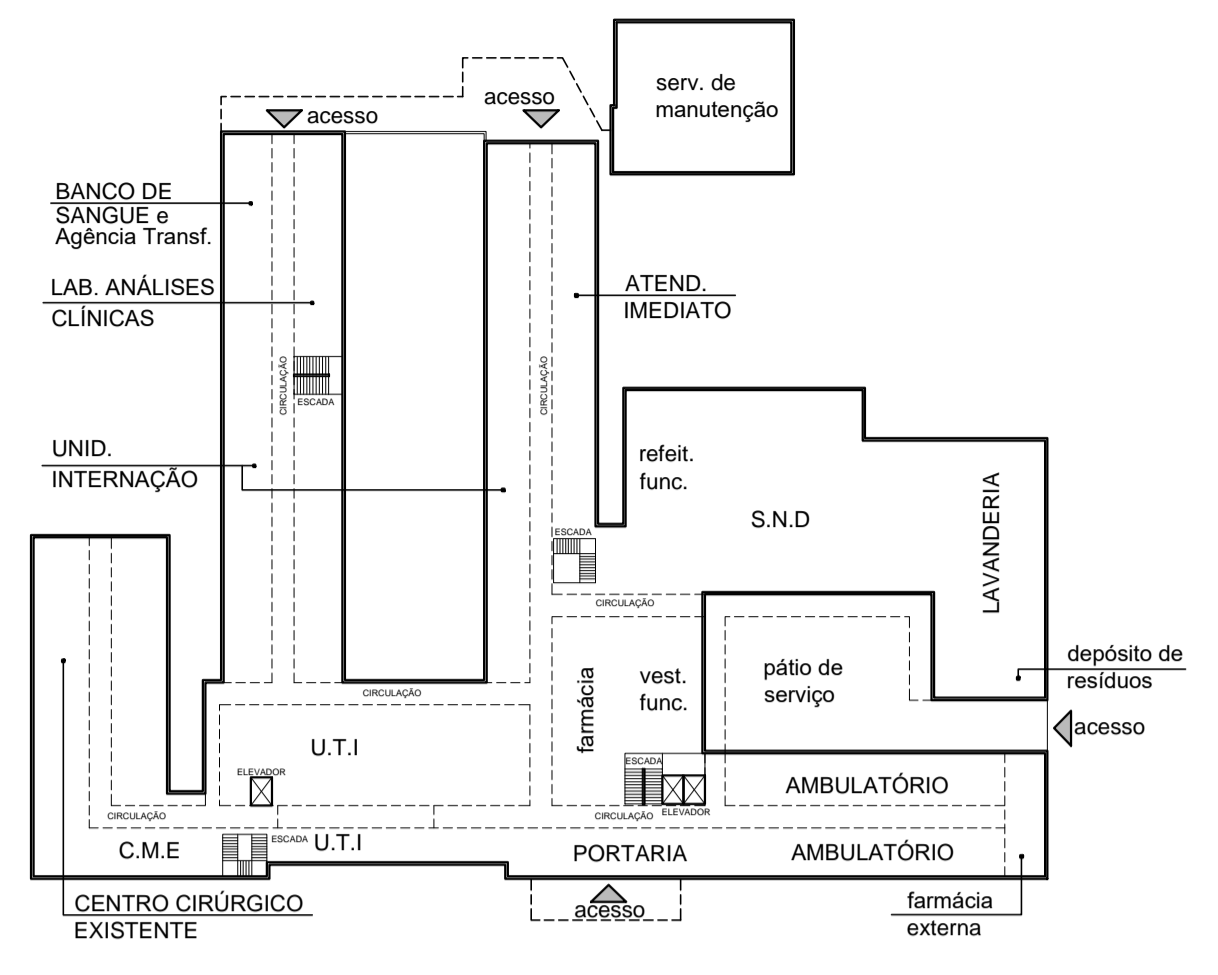 serv. de
manutenção
acesso
acesso
BANCO DE
SANGUE e
Agência Transf.
LAB. ANÁLISES
CLÍNICAS
ATEND.
IMEDIATO
CIRCULAÇÃO
ESCADA
CIRCULAÇÃO
UNID.
INTERNAÇÃO
refeit.
func.
S.N.D
LAVANDERIA
ESCADA
CIRCULAÇÃO
depósito de
resíduos
farmácia
vest.
func.
pátio de
serviço
CIRCULAÇÃO
acesso
U.T.I
ELEVADOR
ESCADA
AMBULATÓRIO
CIRCULAÇÃO
CIRCULAÇÃO
ELEVADOR
C.M.E
ESCADA
U.T.I
PORTARIA
AMBULATÓRIO
CENTRO CIRÚRGICO
EXISTENTE
acesso
farmácia
externa